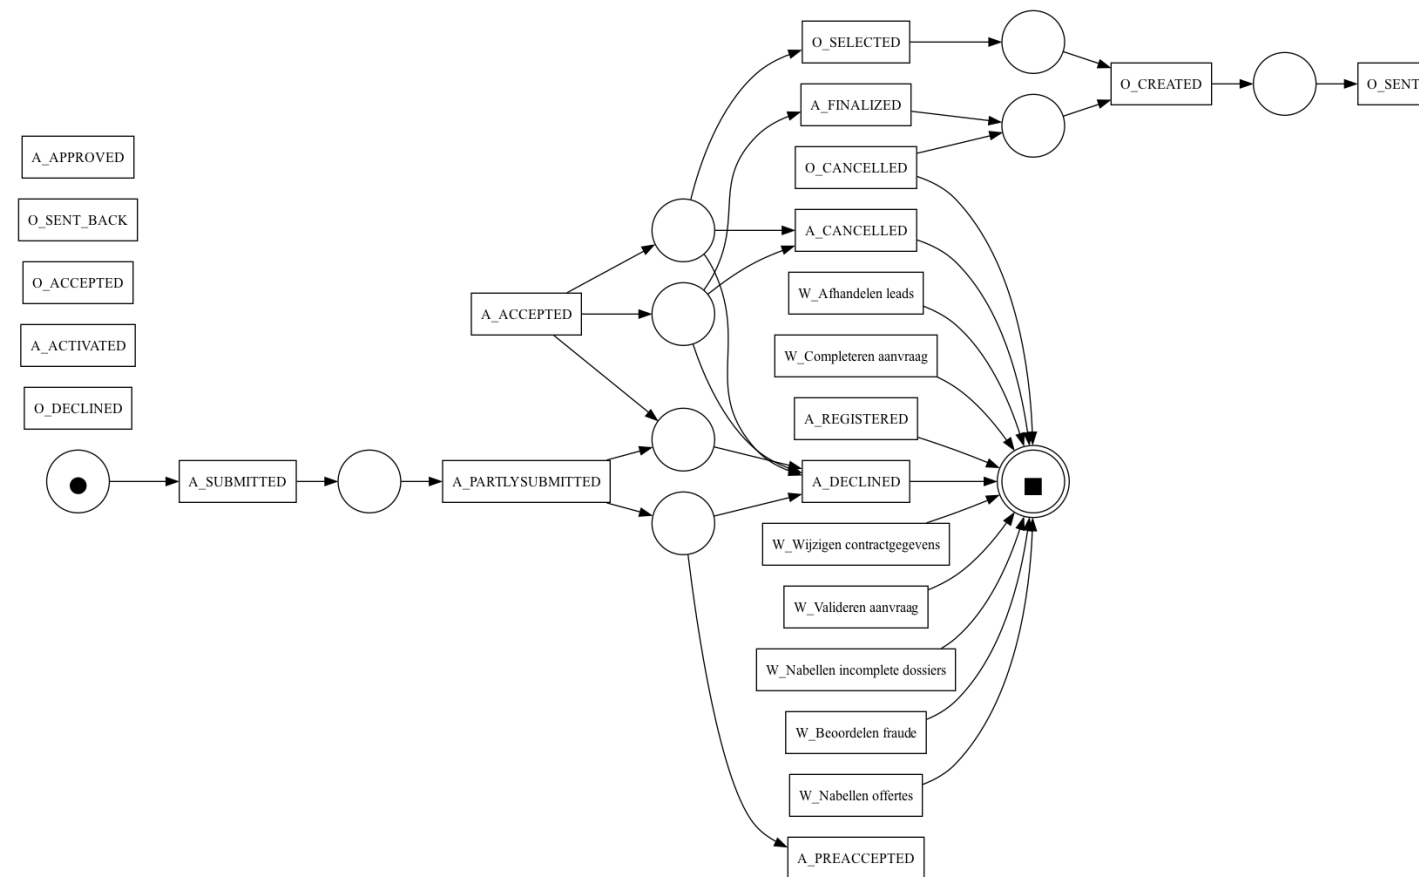 O_SELECTED
A_FINALIZED
O_CREATED
O_SENT
A_APPROVED
O_CANCELLED
O_SENT_BACK
A_CANCELLED
O_ACCEPTED
W_Afhandelen leads
A_ACCEPTED
A_ACTIVATED
W_Completeren aanvraag
O_DECLINED
A_REGISTERED
A_SUBMITTED
A_PARTLYSUBMITTED
A_DECLINED
W_Wijzigen contractgegevens
W_Valideren aanvraag
W_Nabellen incomplete dossiers
W_Beoordelen fraude
W_Nabellen offertes
A_PREACCEPTED